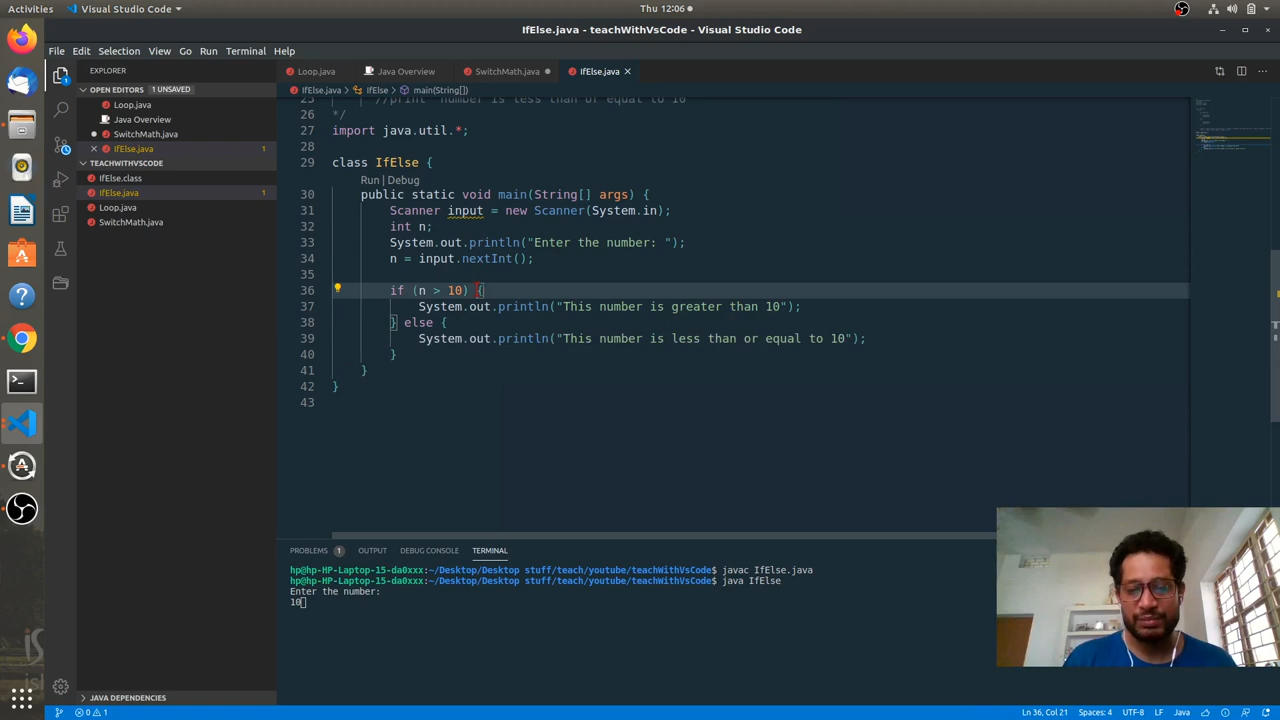 Activities
Visual Studio Code
Thu 12:06
IfElse.java - teachWithVsCode - Visual Studio Code
File Edit Selection View Go Run Terminal Help
EXPLORER
OPEN EDITORS 1 UNSAVED
Loop.java
Java Overview
SwitchMath.java
IfElse.java 1
TEACHWITHVSCODE
IfElse.class
IfElse.java 1
Loop.java
SwitchMath.java
JAVA DEPENDENCIES
Loop.java Java Overview SwitchMath.java IfElse.java
IfElse.java > IfElse > main(String[])
25 //print "number is less than or equal to 10"
26 */
27 import java.util.*;
28
29 class IfElse {
Run | Debug
30 public static void main(String[] args) {
31 Scanner input = new Scanner(System.in);
32 int n;
33 System.out.println("Enter the number: ");
34 n = input.nextInt();
35
36 if (n > 10) {
37 System.out.println("This number is greater than 10");
38 } else {
39 System.out.println("This number is less than or equal to 10");
40 }
41 }
42 }
43
PROBLEMS 1 OUTPUT DEBUG CONSOLE TERMINAL
hp@hp-HP-Laptop-15-da0xxx:~/Desktop/Desktop stuff/teach/youtube/teachWithVsCode$ javac IfElse.java
hp@hp-HP-Laptop-15-da0xxx:~/Desktop/Desktop stuff/teach/youtube/teachWithVsCode$ java IfElse
Enter the number:
10
0 1
Ln 36, Col 21 Spaces: 4 UTF-8 LF Java